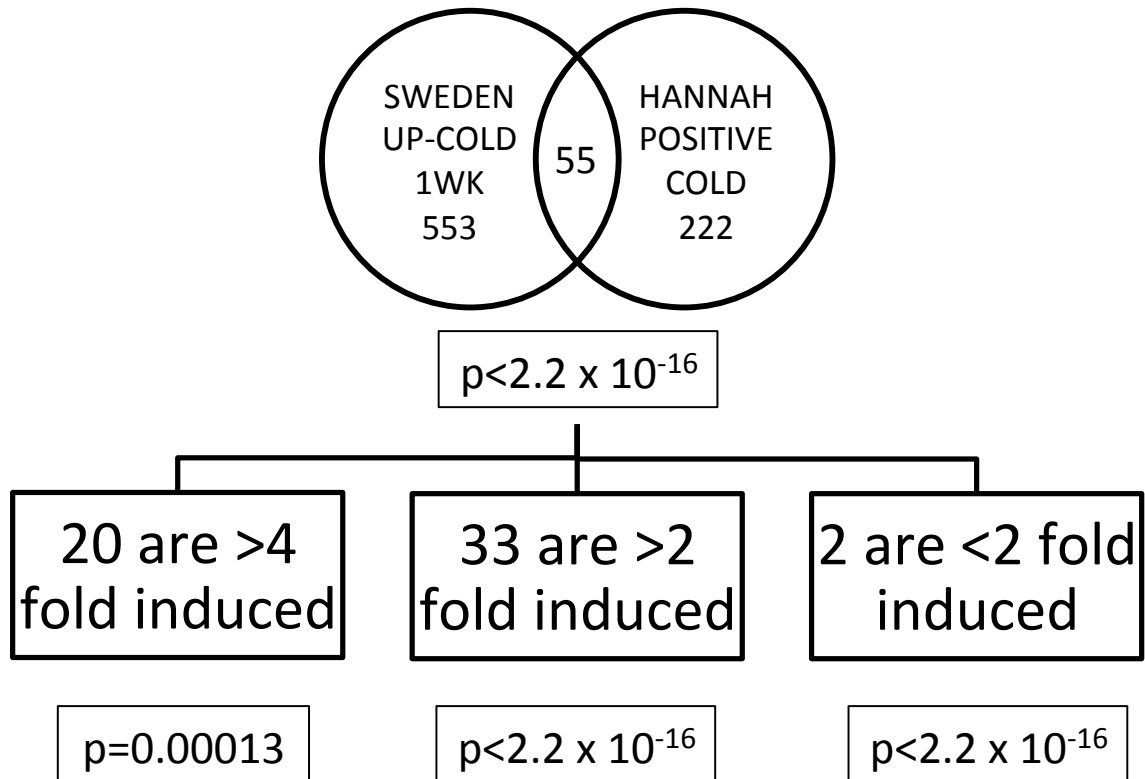 SWEDEN
UP-COLD
1WK
553
55
HANNAH
POSITIVE
COLD
222
p<2.2 x 10⁻¹⁶
20 are >4
fold induced
33 are >2
fold induced
2 are <2 fold
induced
p=0.00013
p<2.2 x 10⁻¹⁶
p<2.2 x 10⁻¹⁶